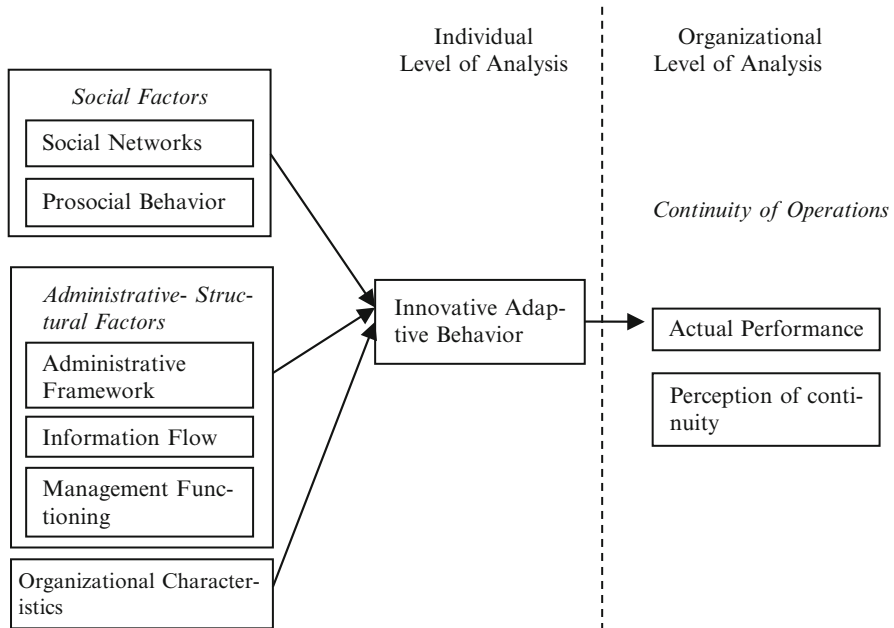 Individual
Level of Analysis
Organizational
Level of Analysis
Social Factors
Social Networks
Prosocial Behavior
Administrative- Struc-
tural Factors
Administrative
Framework
Information Flow
Management Func-
tioning
Organizational Character-
istics
Innovative Adap-
tive Behavior
Continuity of Operations
Actual Performance
Perception of conti-
nuity